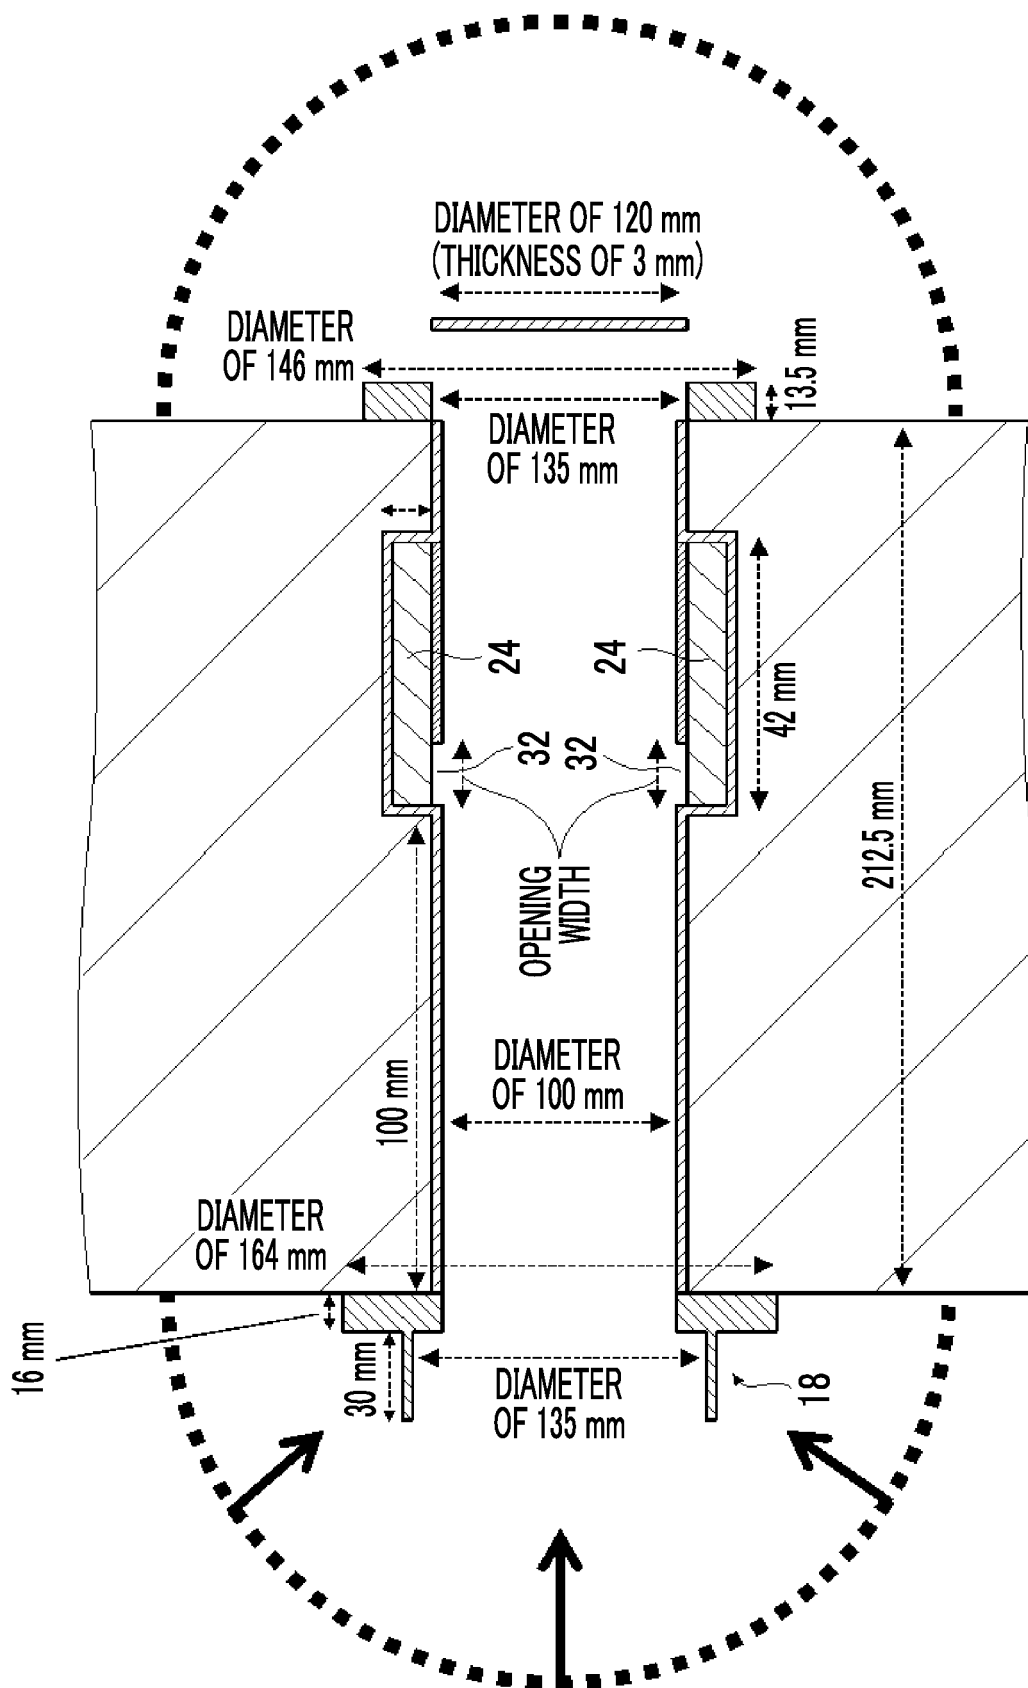 DIAMETER OF 120 mm
(THICKNESS OF 3 mm)
DIAMETER
OF 146 mm
13.5 mm
DIAMETER
OF 135 mm
24
24
42 mm
32
32
OPENING
WIDTH
212.5 mm
100 mm
DIAMETER
OF 100 mm
DIAMETER
OF 164 mm
16 mm
30 mm
DIAMETER
OF 135 mm
18